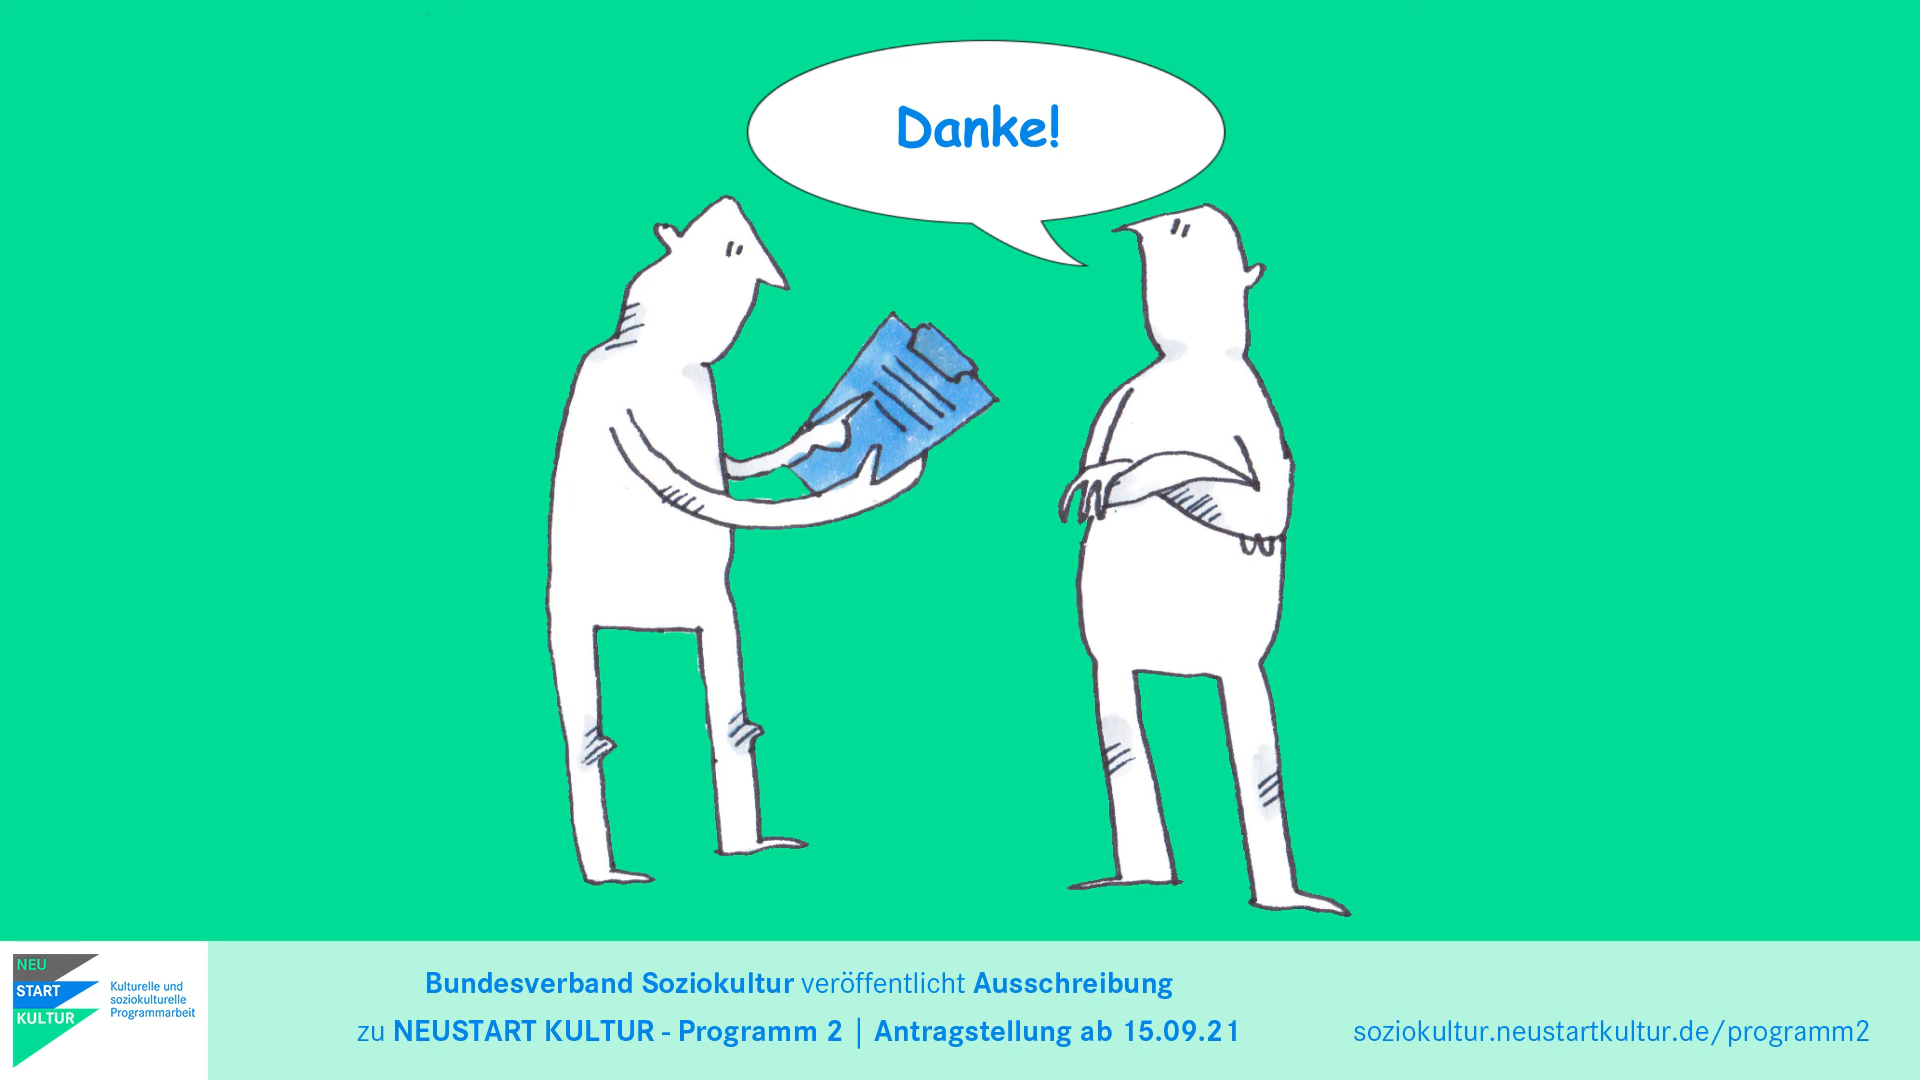 Danke!
NEU
START
KULTUR
Kulturelle und
soziokulturelle
Programmarbeit
Bundesverband Soziokultur veröffentlicht Ausschreibung
zu NEUSTART KULTUR - Programm 2 | Antragstellung ab 15.09.21
soziokultur.neustartkultur.de/programm2